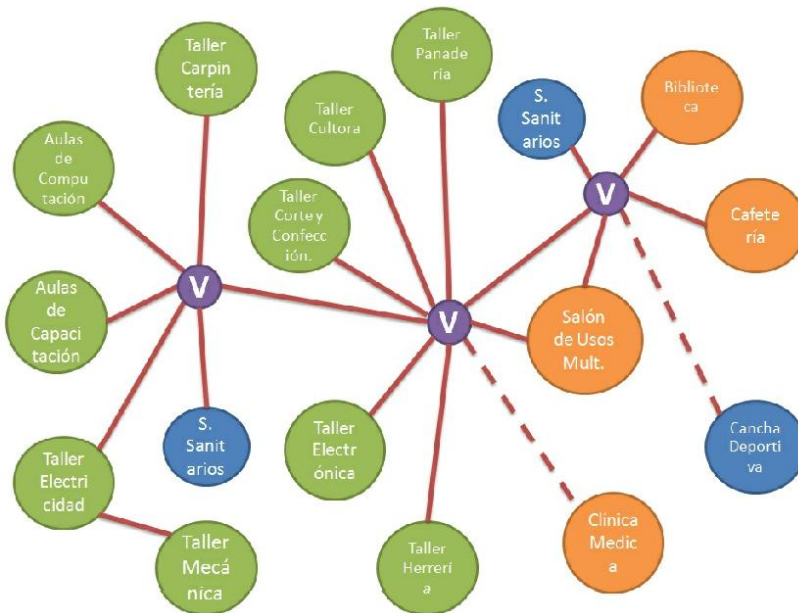 Taller
Carpin
tería
Taller
Panade
ría
Taller
Cultora
S.
Sanit
arios
Bibliote
ca
Aulas
de
Compu
tación
Taller
Corte y
Confecc
ión.
V
Cafete
ría
Aulas
de
Capaci
tación
V
V
Salón
de Usos
Mult.
Taller
Electri
cidad
S.
Sanit
arios
Taller
Electr
ónica
Cancha
Deporti
va
Taller
Mecá
nica
Taller
Herrerí
a
Clínica
Medic
a